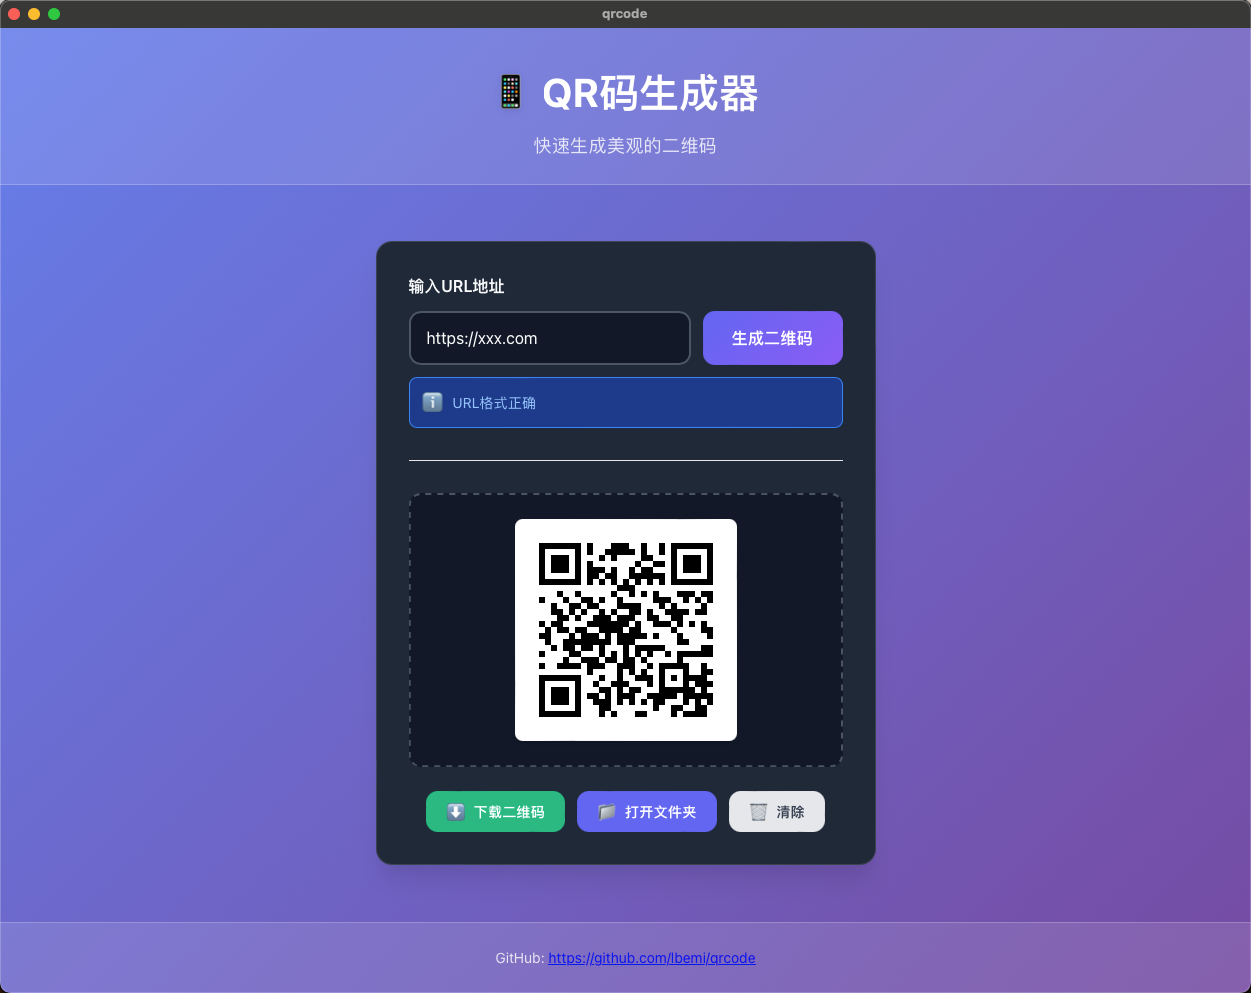 qrcode
QR码生成器
快速生成美观的二维码
输入URL地址
https://xxx.com
生成二维码
URL格式正确
下载二维码
打开文件夹
清除
GitHub: https://github.com/lbemi/qrcode